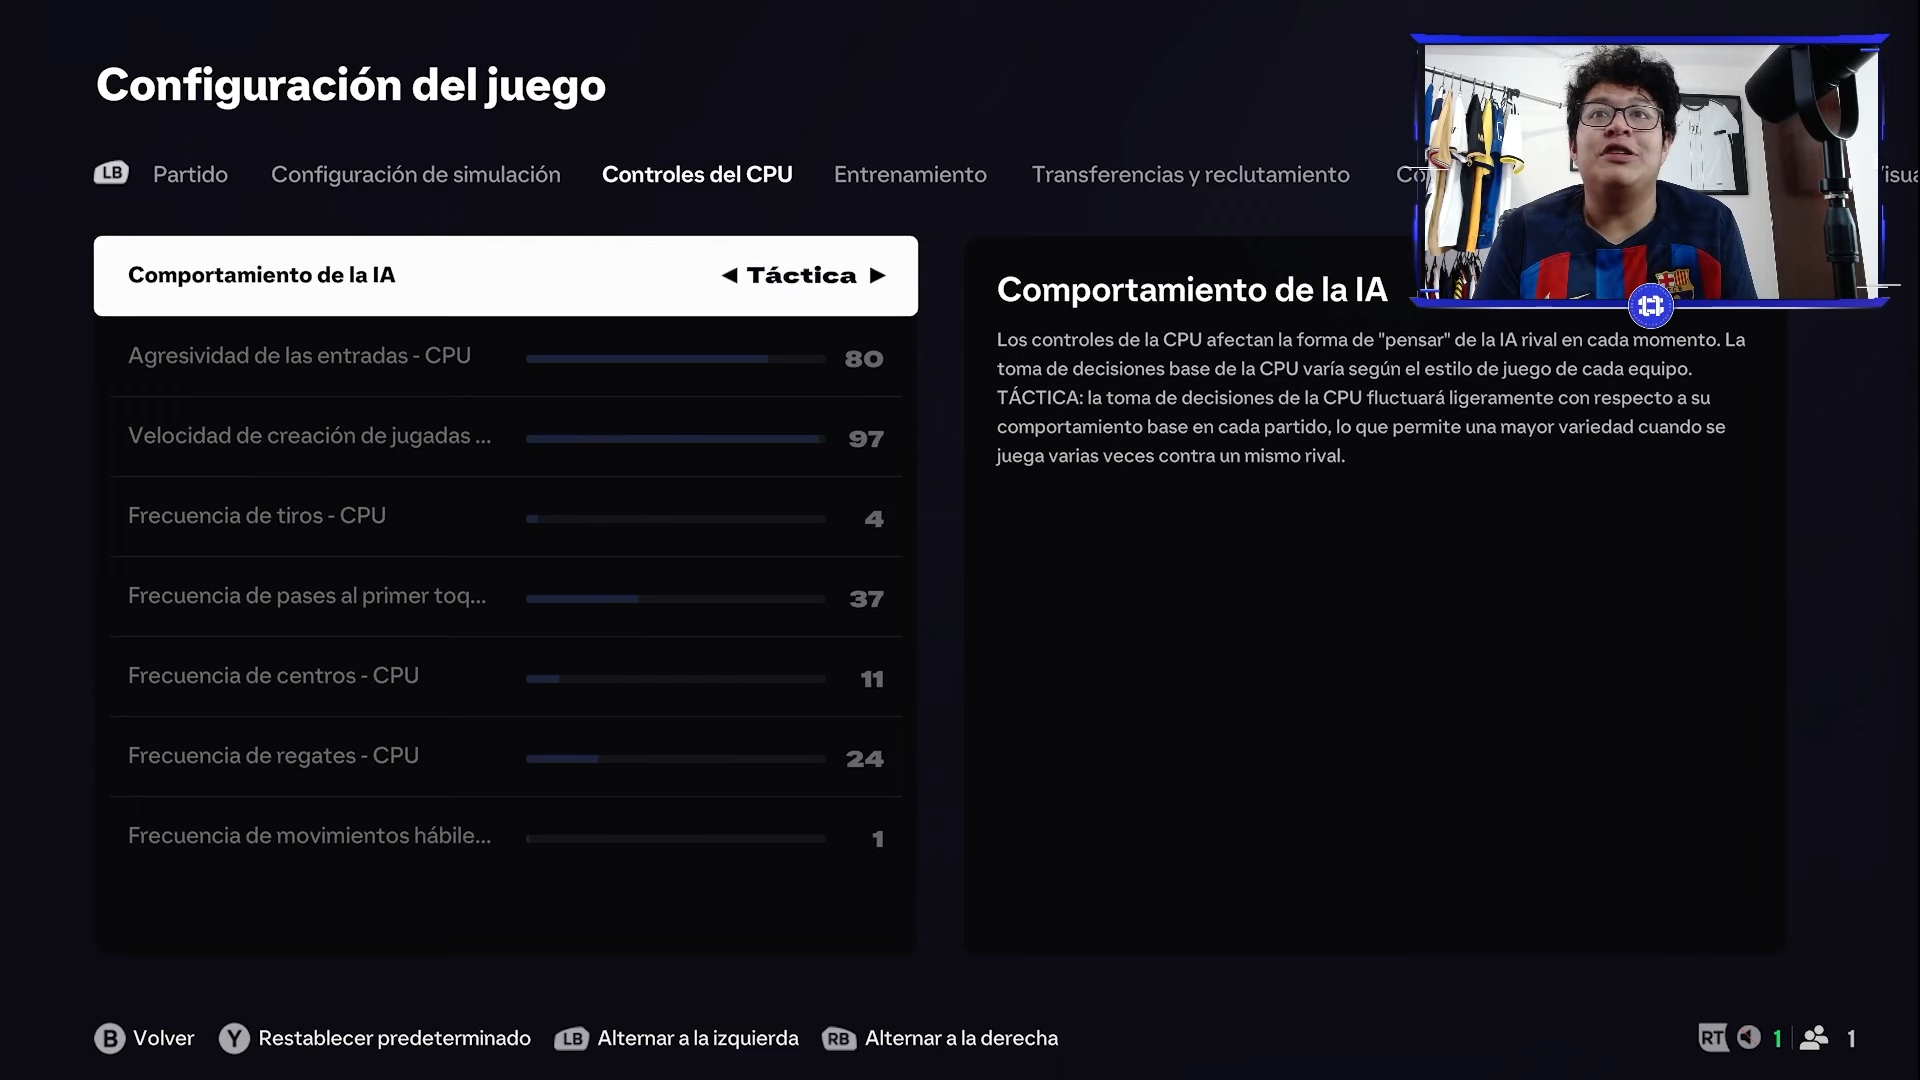 Configuración del juego
LB Partido Configuración de simulación Controles del CPU Entrenamiento Transferencias y reclutamiento
Comportamiento de la IA Táctica
Agresividad de las entradas - CPU 80
Velocidad de creación de jugadas ... 97
Frecuencia de tiros - CPU 4
Frecuencia de pases al primer toq... 37
Frecuencia de centros - CPU 11
Frecuencia de regates - CPU 24
Frecuencia de movimientos hábile... 1
Comportamiento de la IA
Los controles de la CPU afectan la forma de "pensar" de la IA rival en cada momento. La
toma de decisiones base de la CPU varía según el estilo de juego de cada equipo.
TÁCTICA: la toma de decisiones de la CPU fluctuará ligeramente con respecto a su
comportamiento base en cada partido, lo que permite una mayor variedad cuando se
juega varias veces contra un mismo rival.
B Volver Y Restablecer predeterminado LB Alternar a la izquierda RB Alternar a la derecha
RT 1 1